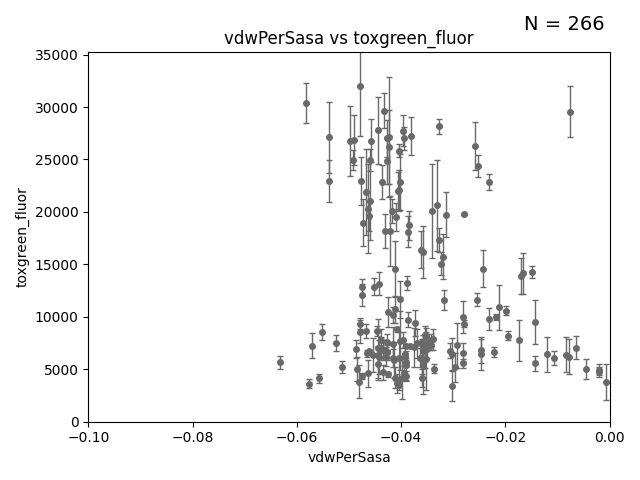 N = 266
vdwPerSasa vs toxgreen_fluor
35000
30000
25000
20000
15000
10000
5000
0
toxgreen_fluor
−0.10 −0.08 −0.06 −0.04 −0.02 0.00
vdwPerSasa